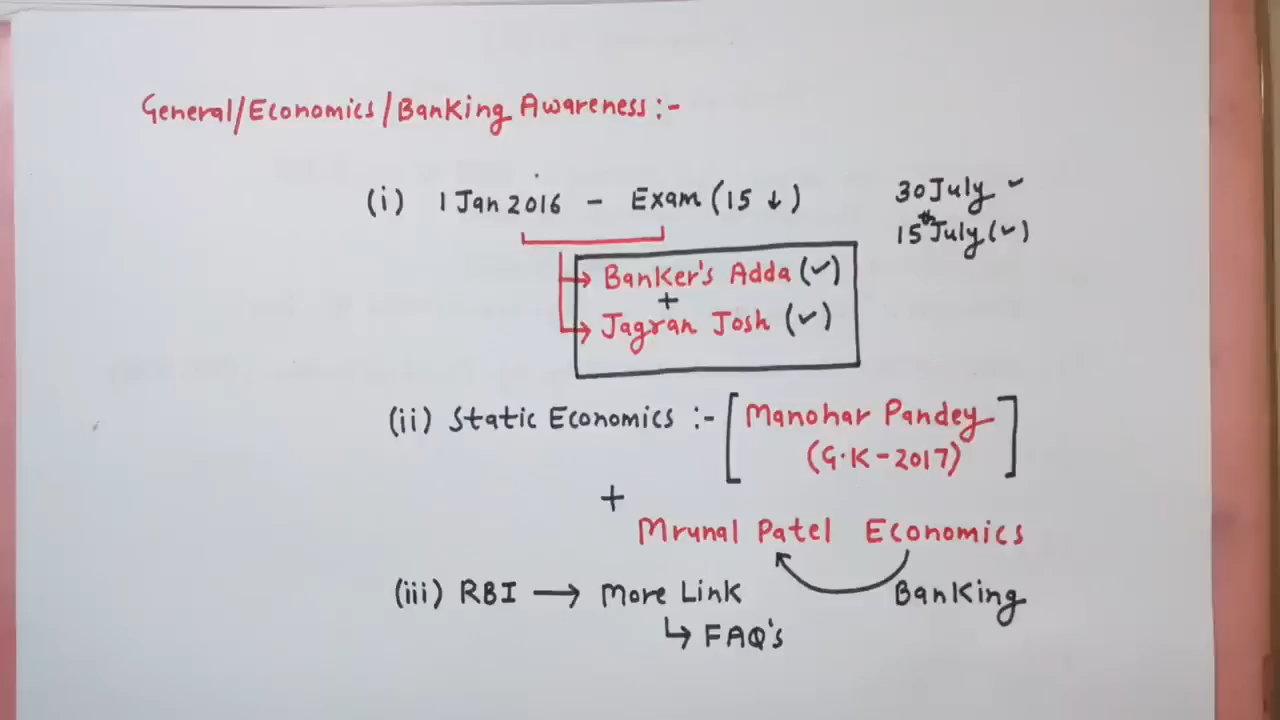 General/Economics/Banking Awareness:-
(i) 1 Jan 2016 - Exam (15 ↓)
30 July ✓
15th July (✓)
→ Banker's Adda (✓)
+
→ Jagran Josh (✓)
(ii) Static Economics :- [Manohar Pandey
(G.K-2017)]
+
Mrunal Patel Economics
(iii) RBI → More Link
Banking
↳ FAQ's